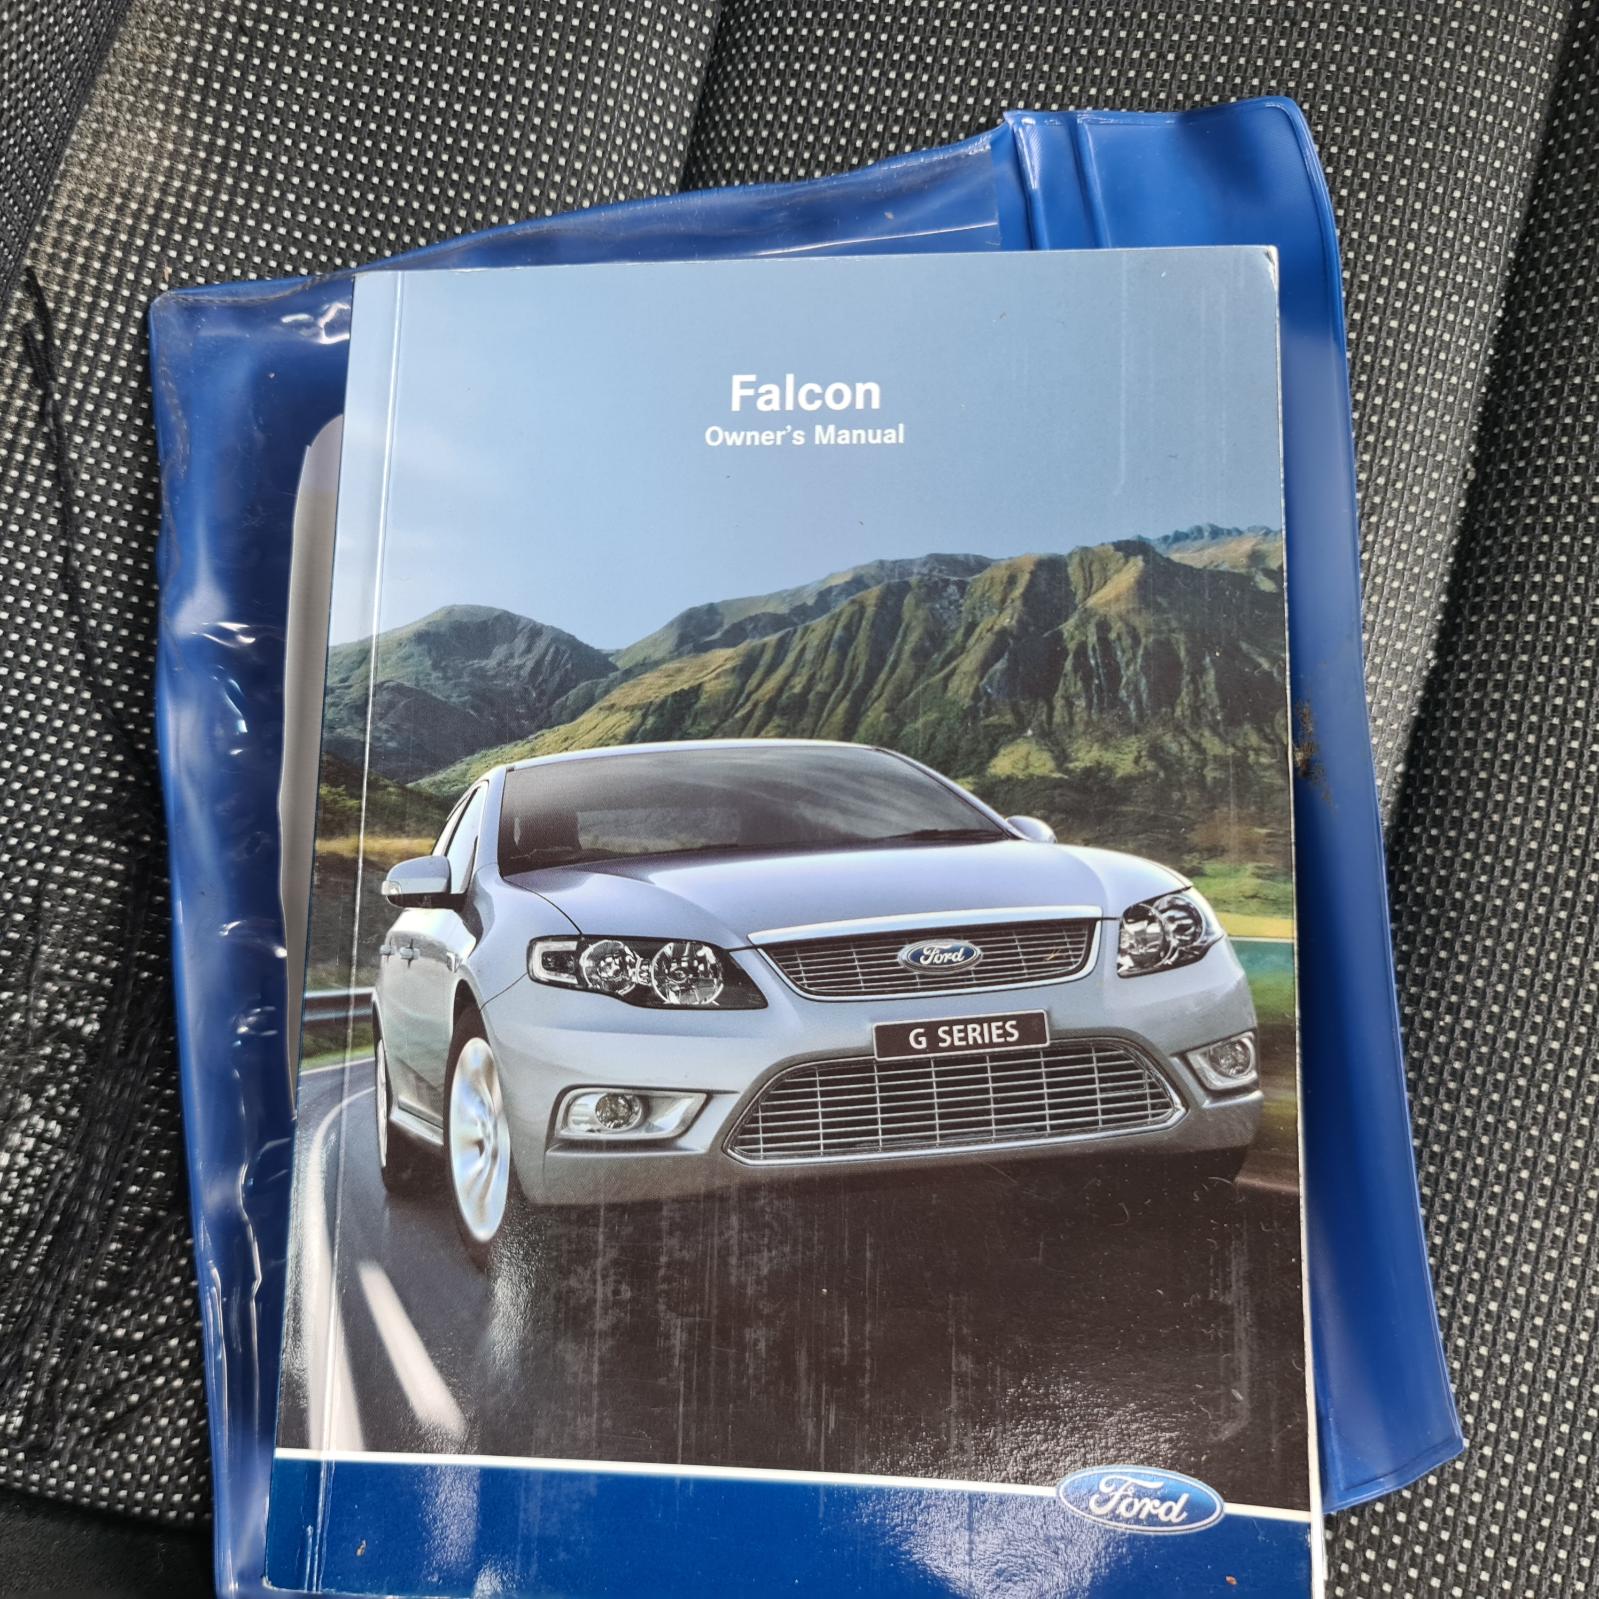 Falcon
Owner's Manual
Ford
G SERIES
Ford